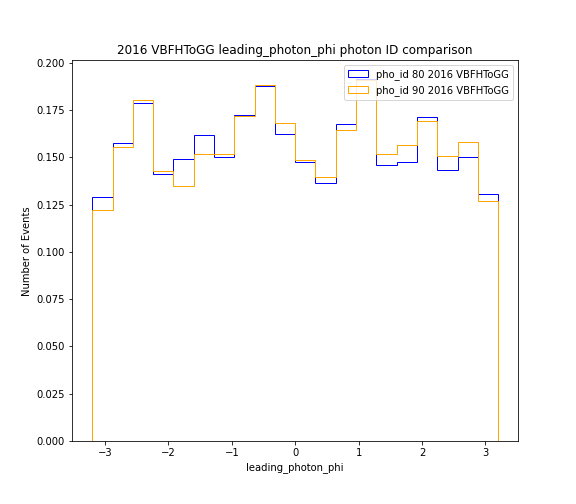 2016 VBFHToGG leading_photon_phi photon ID comparison
pho_id 80 2016 VBFHToGG
pho_id 90 2016 VBFHToGG
0.200
0.175
0.150
0.125
0.100
0.075
0.050
0.025
0.000
Number of Events
−3 −2 −1 0 1 2 3
leading_photon_phi